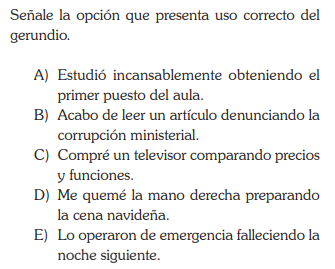 Señale la opción que presenta uso correcto del
gerundio.
A) Estudió incansablemente obteniendo el
primer puesto del aula.
B) Acabo de leer un artículo denunciando la
corrupción ministerial.
C) Compré un televisor comparando precios
y funciones.
D) Me quemé la mano derecha preparando
la cena navideña.
E) Lo operaron de emergencia falleciendo la
noche siguiente.